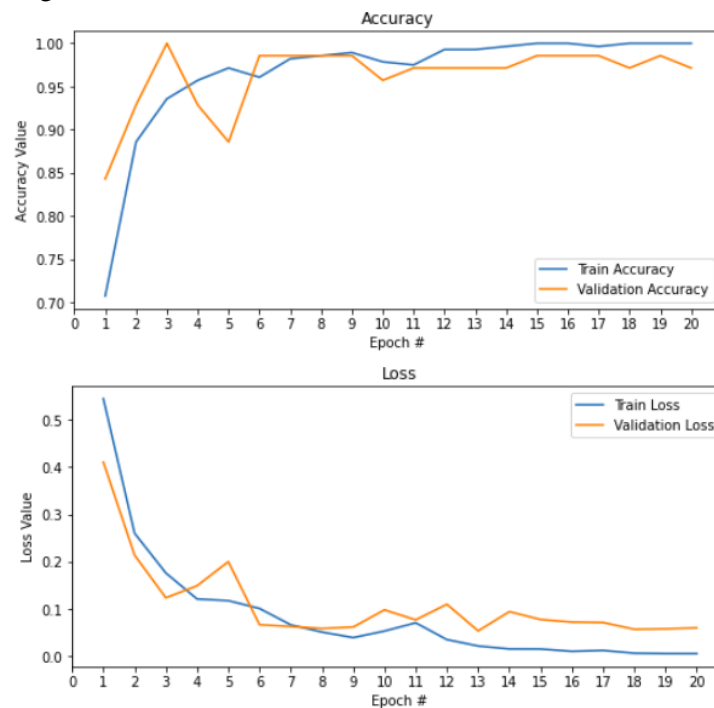 Accuracy
1.00
0.95
0.90
0.85
0.80
0.75
0.70
Accuracy Value
Train Accuracy
Validation Accuracy
0 1 2 3 4 5 6 7 8 9 10 11 12 13 14 15 16 17 18 19 20
Epoch #
Loss
0.5
0.4
0.3
0.2
0.1
0.0
Loss Value
Train Loss
Validation Loss
0 1 2 3 4 5 6 7 8 9 10 11 12 13 14 15 16 17 18 19 20
Epoch #